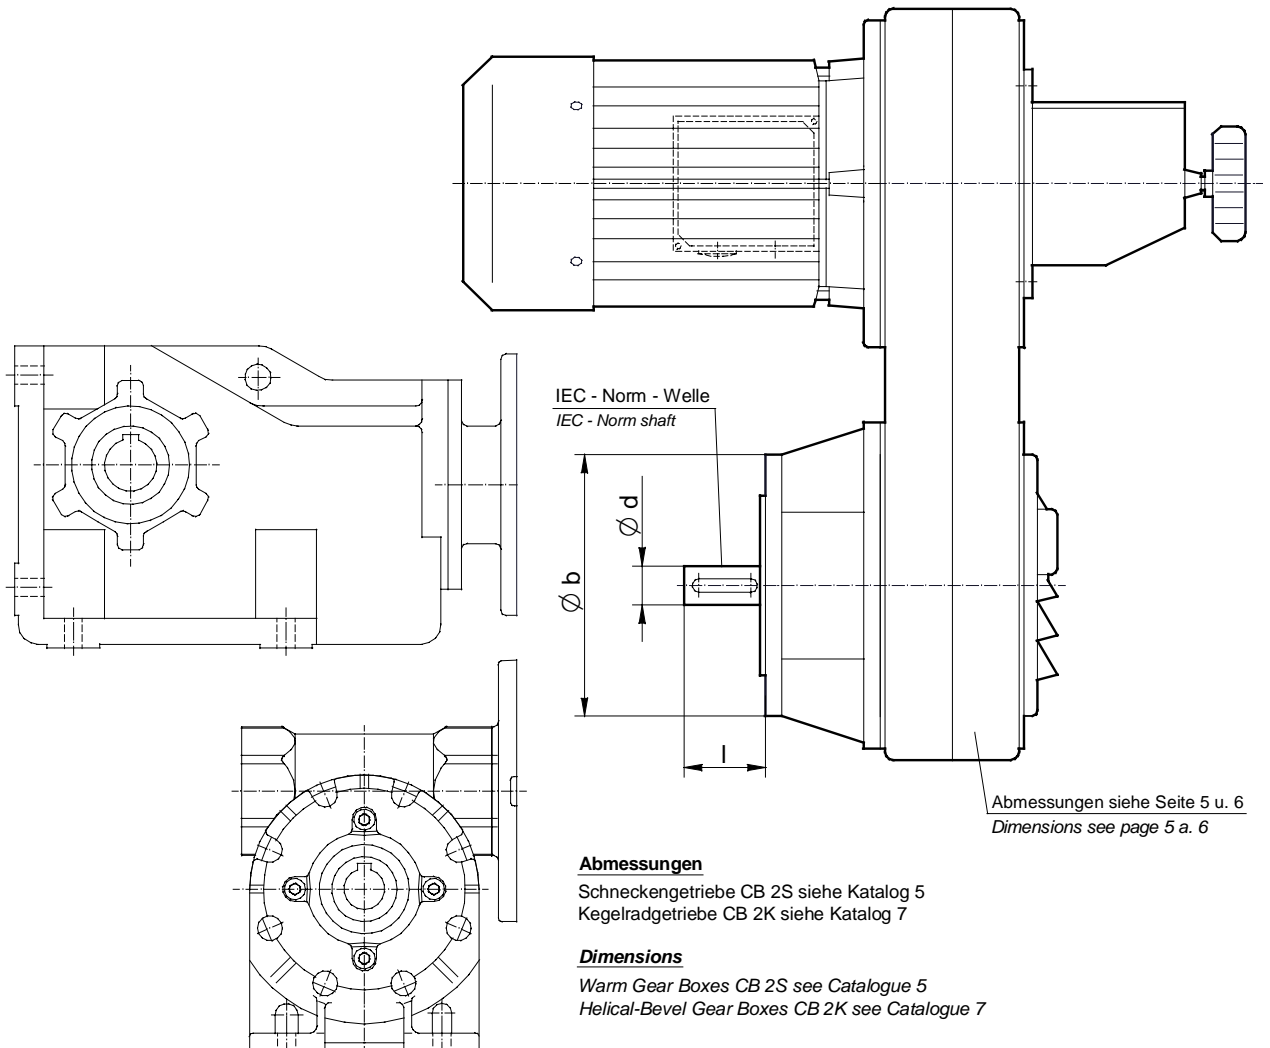 IEC - Norm - Welle
IEC - Norm shaft
Ø d
Ø b
l
Abmessungen siehe Seite 5 u. 6
Dimensions see page 5 a. 6
Abmessungen
Schneckengetriebe CB 2S siehe Katalog 5
Kegelradgetriebe CB 2K siehe Katalog 7
Dimensions
Warm Gear Boxes CB 2S see Catalogue 5
Helical-Bevel Gear Boxes CB 2K see Catalogue 7